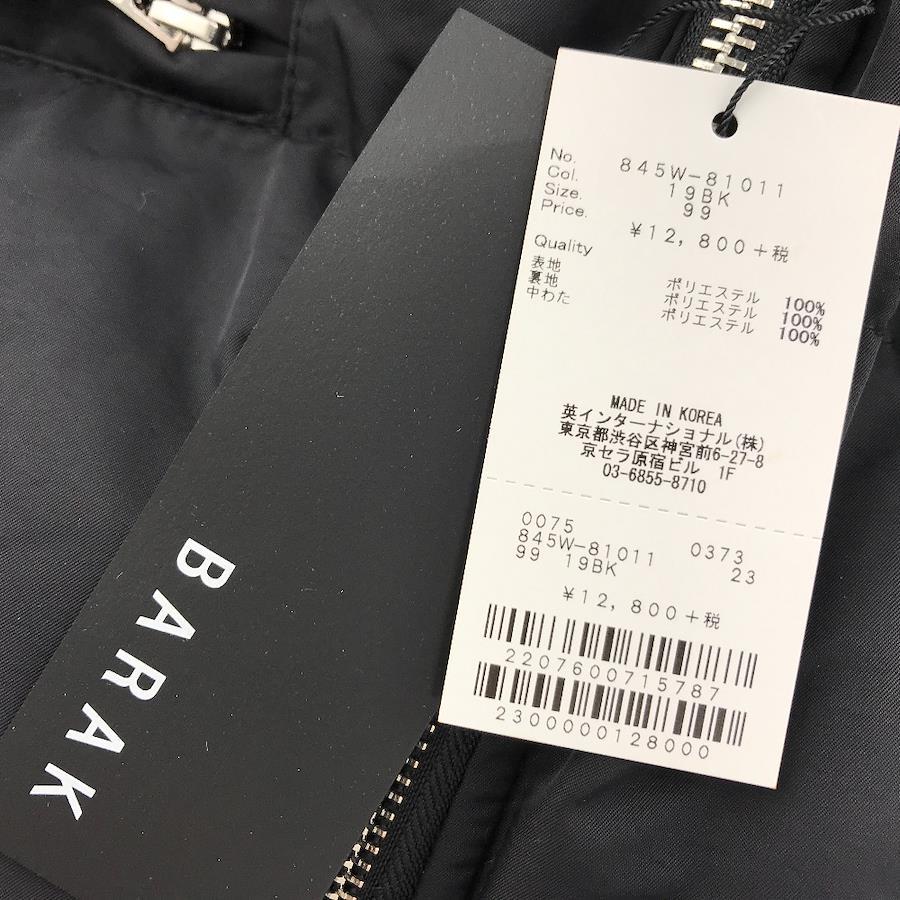 BARAK
No. 845W-81011
Col. 19BK
Size. 99
Price. ¥12,800+税
Quality
表地 ポリエステル 100%
裏地 ポリエステル 100%
中わた ポリエステル 100%
MADE IN KOREA
英インターナショナル(株)
東京都渋谷区神宮前6-27-8
京セラ原宿ビル 1F
03-6855-8710
0075 0373
845W-81011 23
99 19BK
¥12,800+税
2207600715787
2300000128000